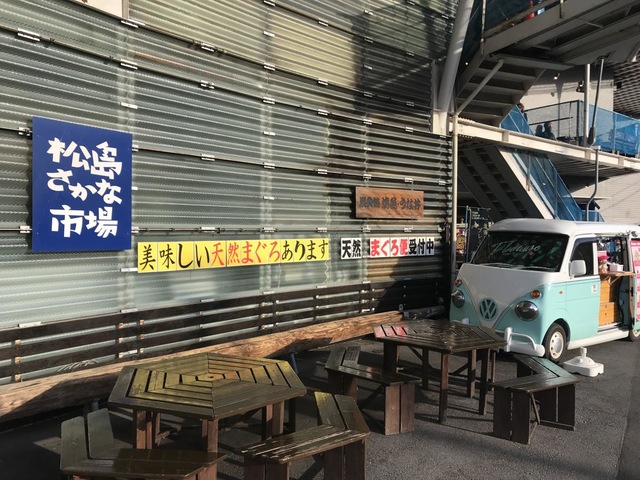 松島
さかな
市場
美味しい天然まぐろあります
天然まぐろ便受付中